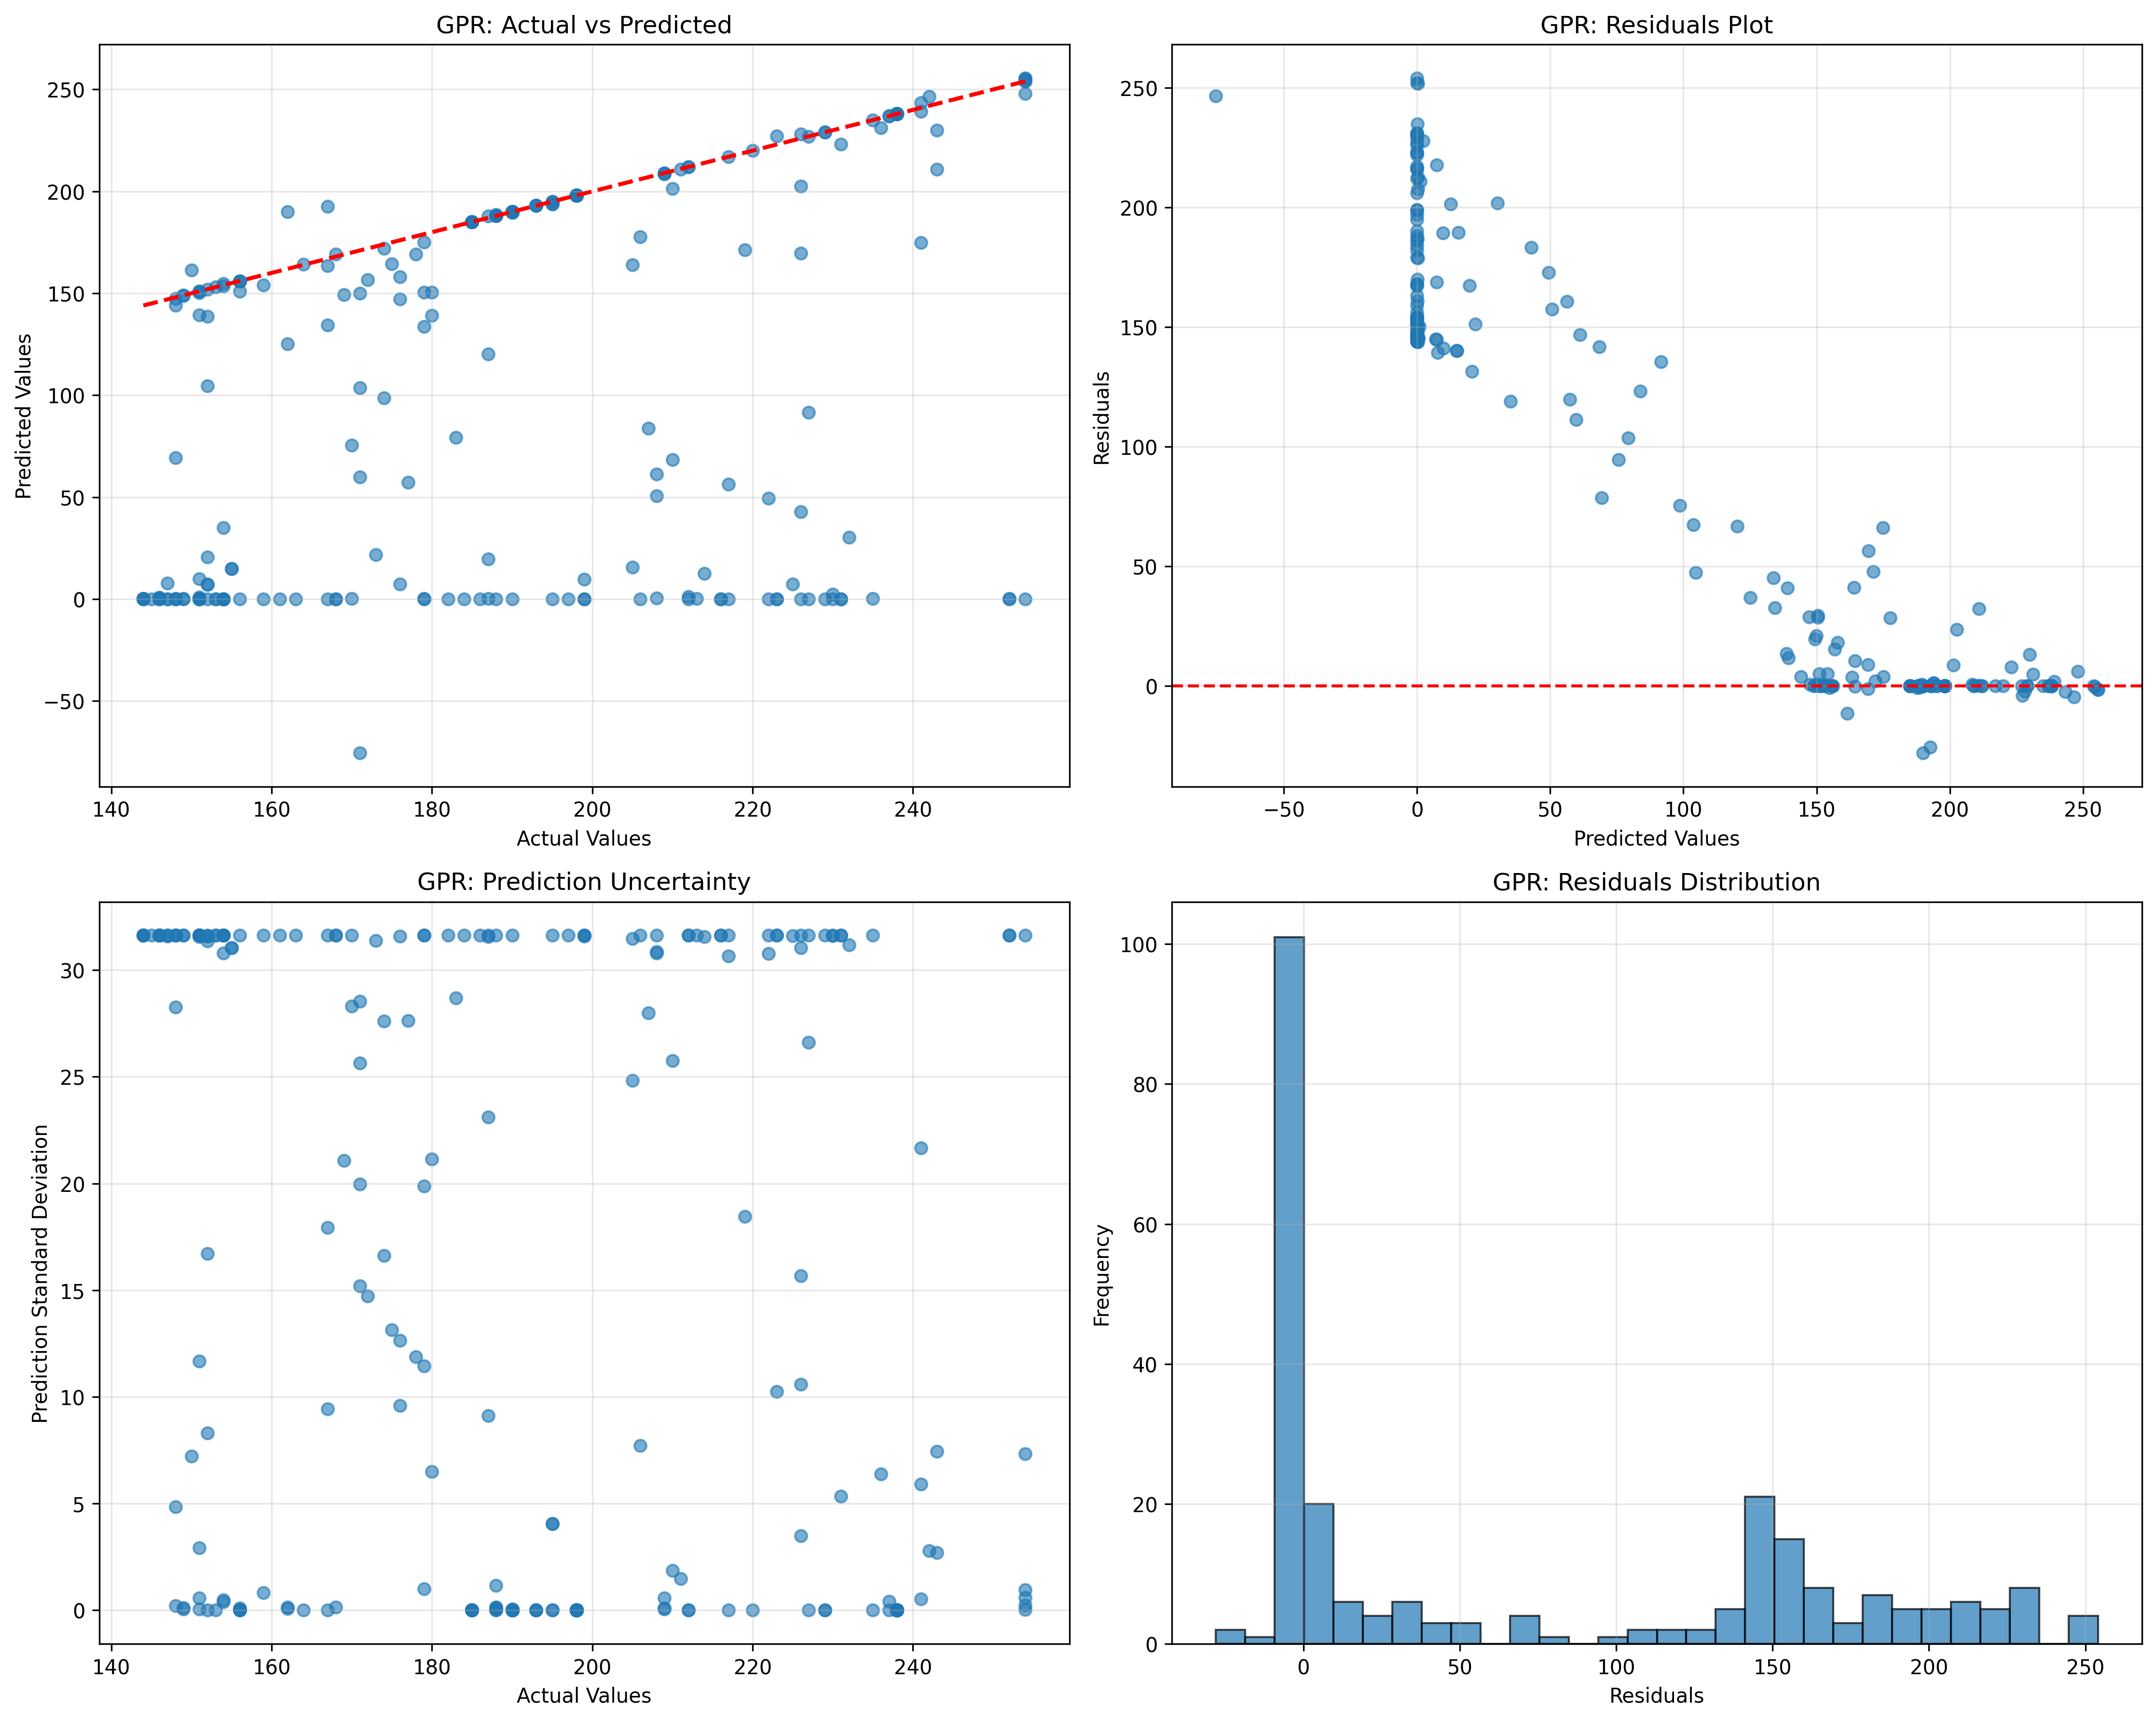 GPR: Actual vs Predicted
250
200
150
100
50
0
−50
140 160 180 200 220 240
Predicted Values
Actual Values
GPR: Residuals Plot
250
200
150
100
50
0
−50 0 50 100 150 200 250
Residuals
Predicted Values
GPR: Prediction Uncertainty
30
25
20
15
10
5
0
140 160 180 200 220 240
Prediction Standard Deviation
Actual Values
GPR: Residuals Distribution
100
80
60
40
20
0
0 50 100 150 200 250
Frequency
Residuals